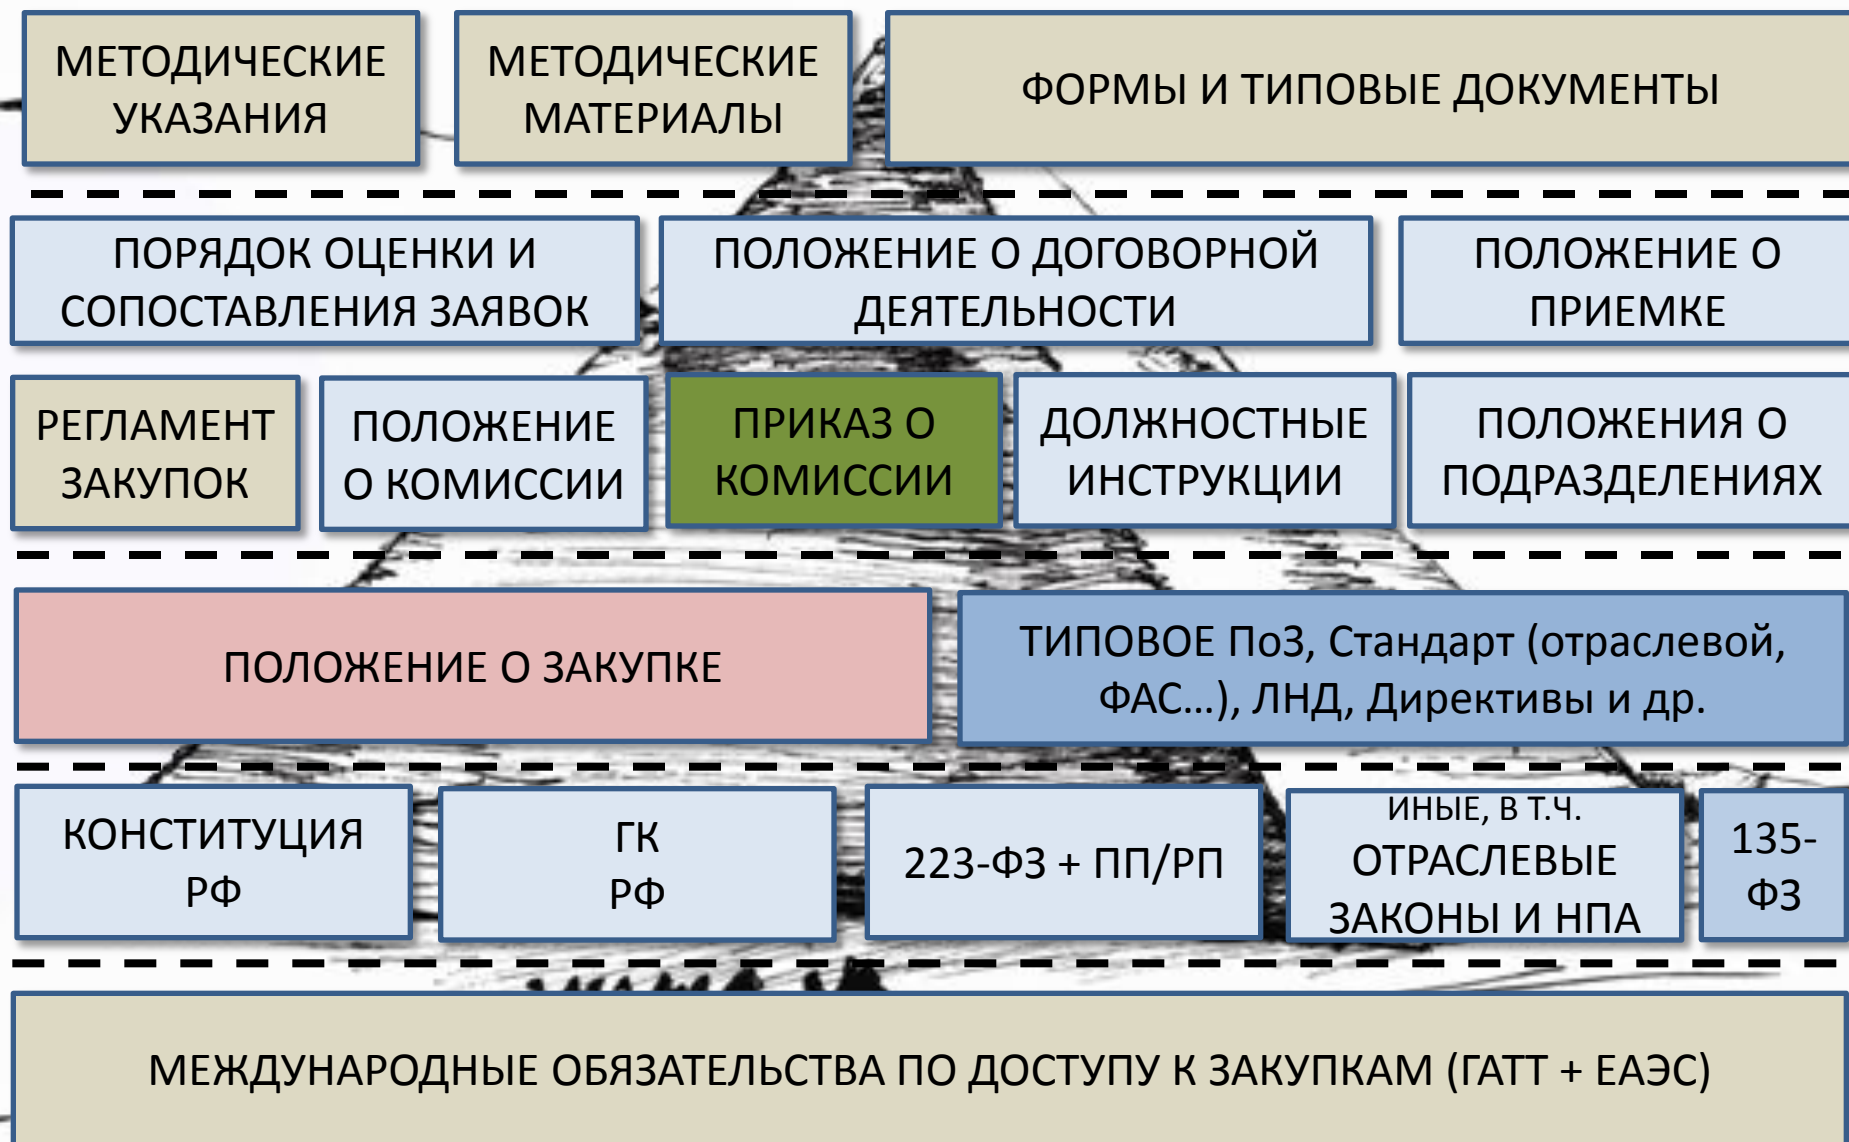 МЕТОДИЧЕСКИЕ
УКАЗАНИЯ
МЕТОДИЧЕСКИЕ
МАТЕРИАЛЫ
ФОРМЫ И ТИПОВЫЕ ДОКУМЕНТЫ
ПОРЯДОК ОЦЕНКИ И
СОПОСТАВЛЕНИЯ ЗАЯВОК
ПОЛОЖЕНИЕ О ДОГОВОРНОЙ
ДЕЯТЕЛЬНОСТИ
ПОЛОЖЕНИЕ О
ПРИЕМКЕ
РЕГЛАМЕНТ
ЗАКУПОК
ПОЛОЖЕНИЕ
О КОМИССИИ
ПРИКАЗ О
КОМИССИИ
ДОЛЖНОСТНЫЕ
ИНСТРУКЦИИ
ПОЛОЖЕНИЯ О
ПОДРАЗДЕЛЕНИЯХ
ПОЛОЖЕНИЕ О ЗАКУПКЕ
ТИПОВОЕ ПоЗ, Стандарт (отраслевой,
ФАС…), ЛНД, Директивы и др.
КОНСТИТУЦИЯ
РФ
ГК
РФ
223-ФЗ + ПП/РП
ИНЫЕ, В Т.Ч.
ОТРАСЛЕВЫЕ
ЗАКОНЫ И НПА
135-
ФЗ
МЕЖДУНАРОДНЫЕ ОБЯЗАТЕЛЬСТВА ПО ДОСТУПУ К ЗАКУПКАМ (ГАТТ + ЕАЭС)